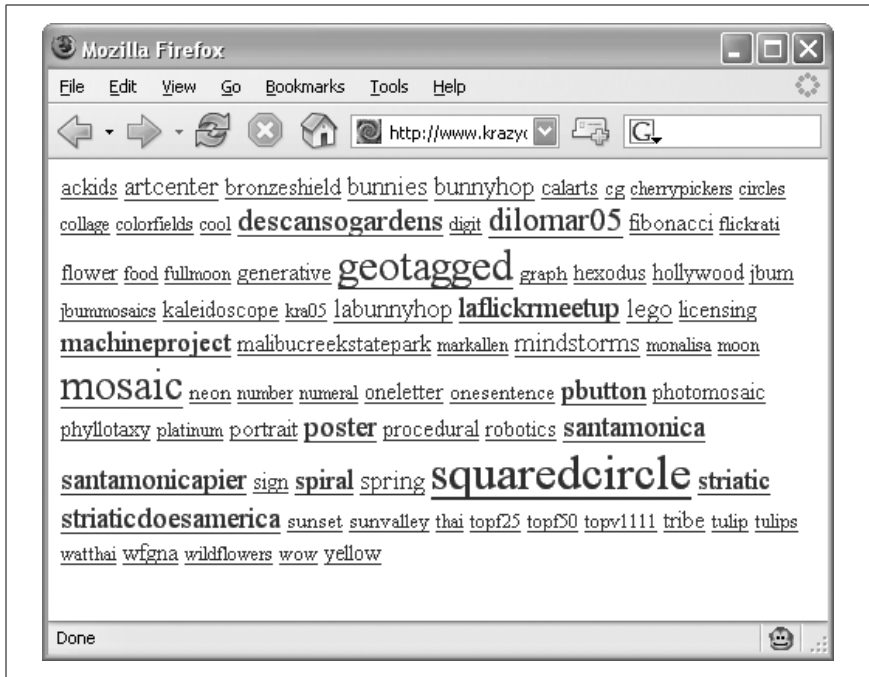 Mozilla Firefox
File Edit View Go Bookmarks Tools Help
http://www.krazy G
ackids artcenter bronzeshield bunnies bunnyhop calarts cg cherrypickers circles
collage colorfields cool descansogardens digit dilomar05 fibonacci flickrati
flower food fullmoon generative geotagged graph hexodus hollywood jbum
jbummosaics kaleidoscope kra05 labunnyhop laflickrmeetup lego licensing
machineproject malibucreekstatepark markallen mindstorms monalisa moon
mosaic neon number numeral oneletter onesentence pbutton photomosaic
phyllotaxy platinum portrait poster procedural robotics santamonica
santamonicapier sign spiral spring squaredcircle striatic
striaticdoesamerica sunset sunvalley thai topf25 topf50 topv1111 tribe tulip tulips
watthai wfgna wildflowers wow yellow
Done